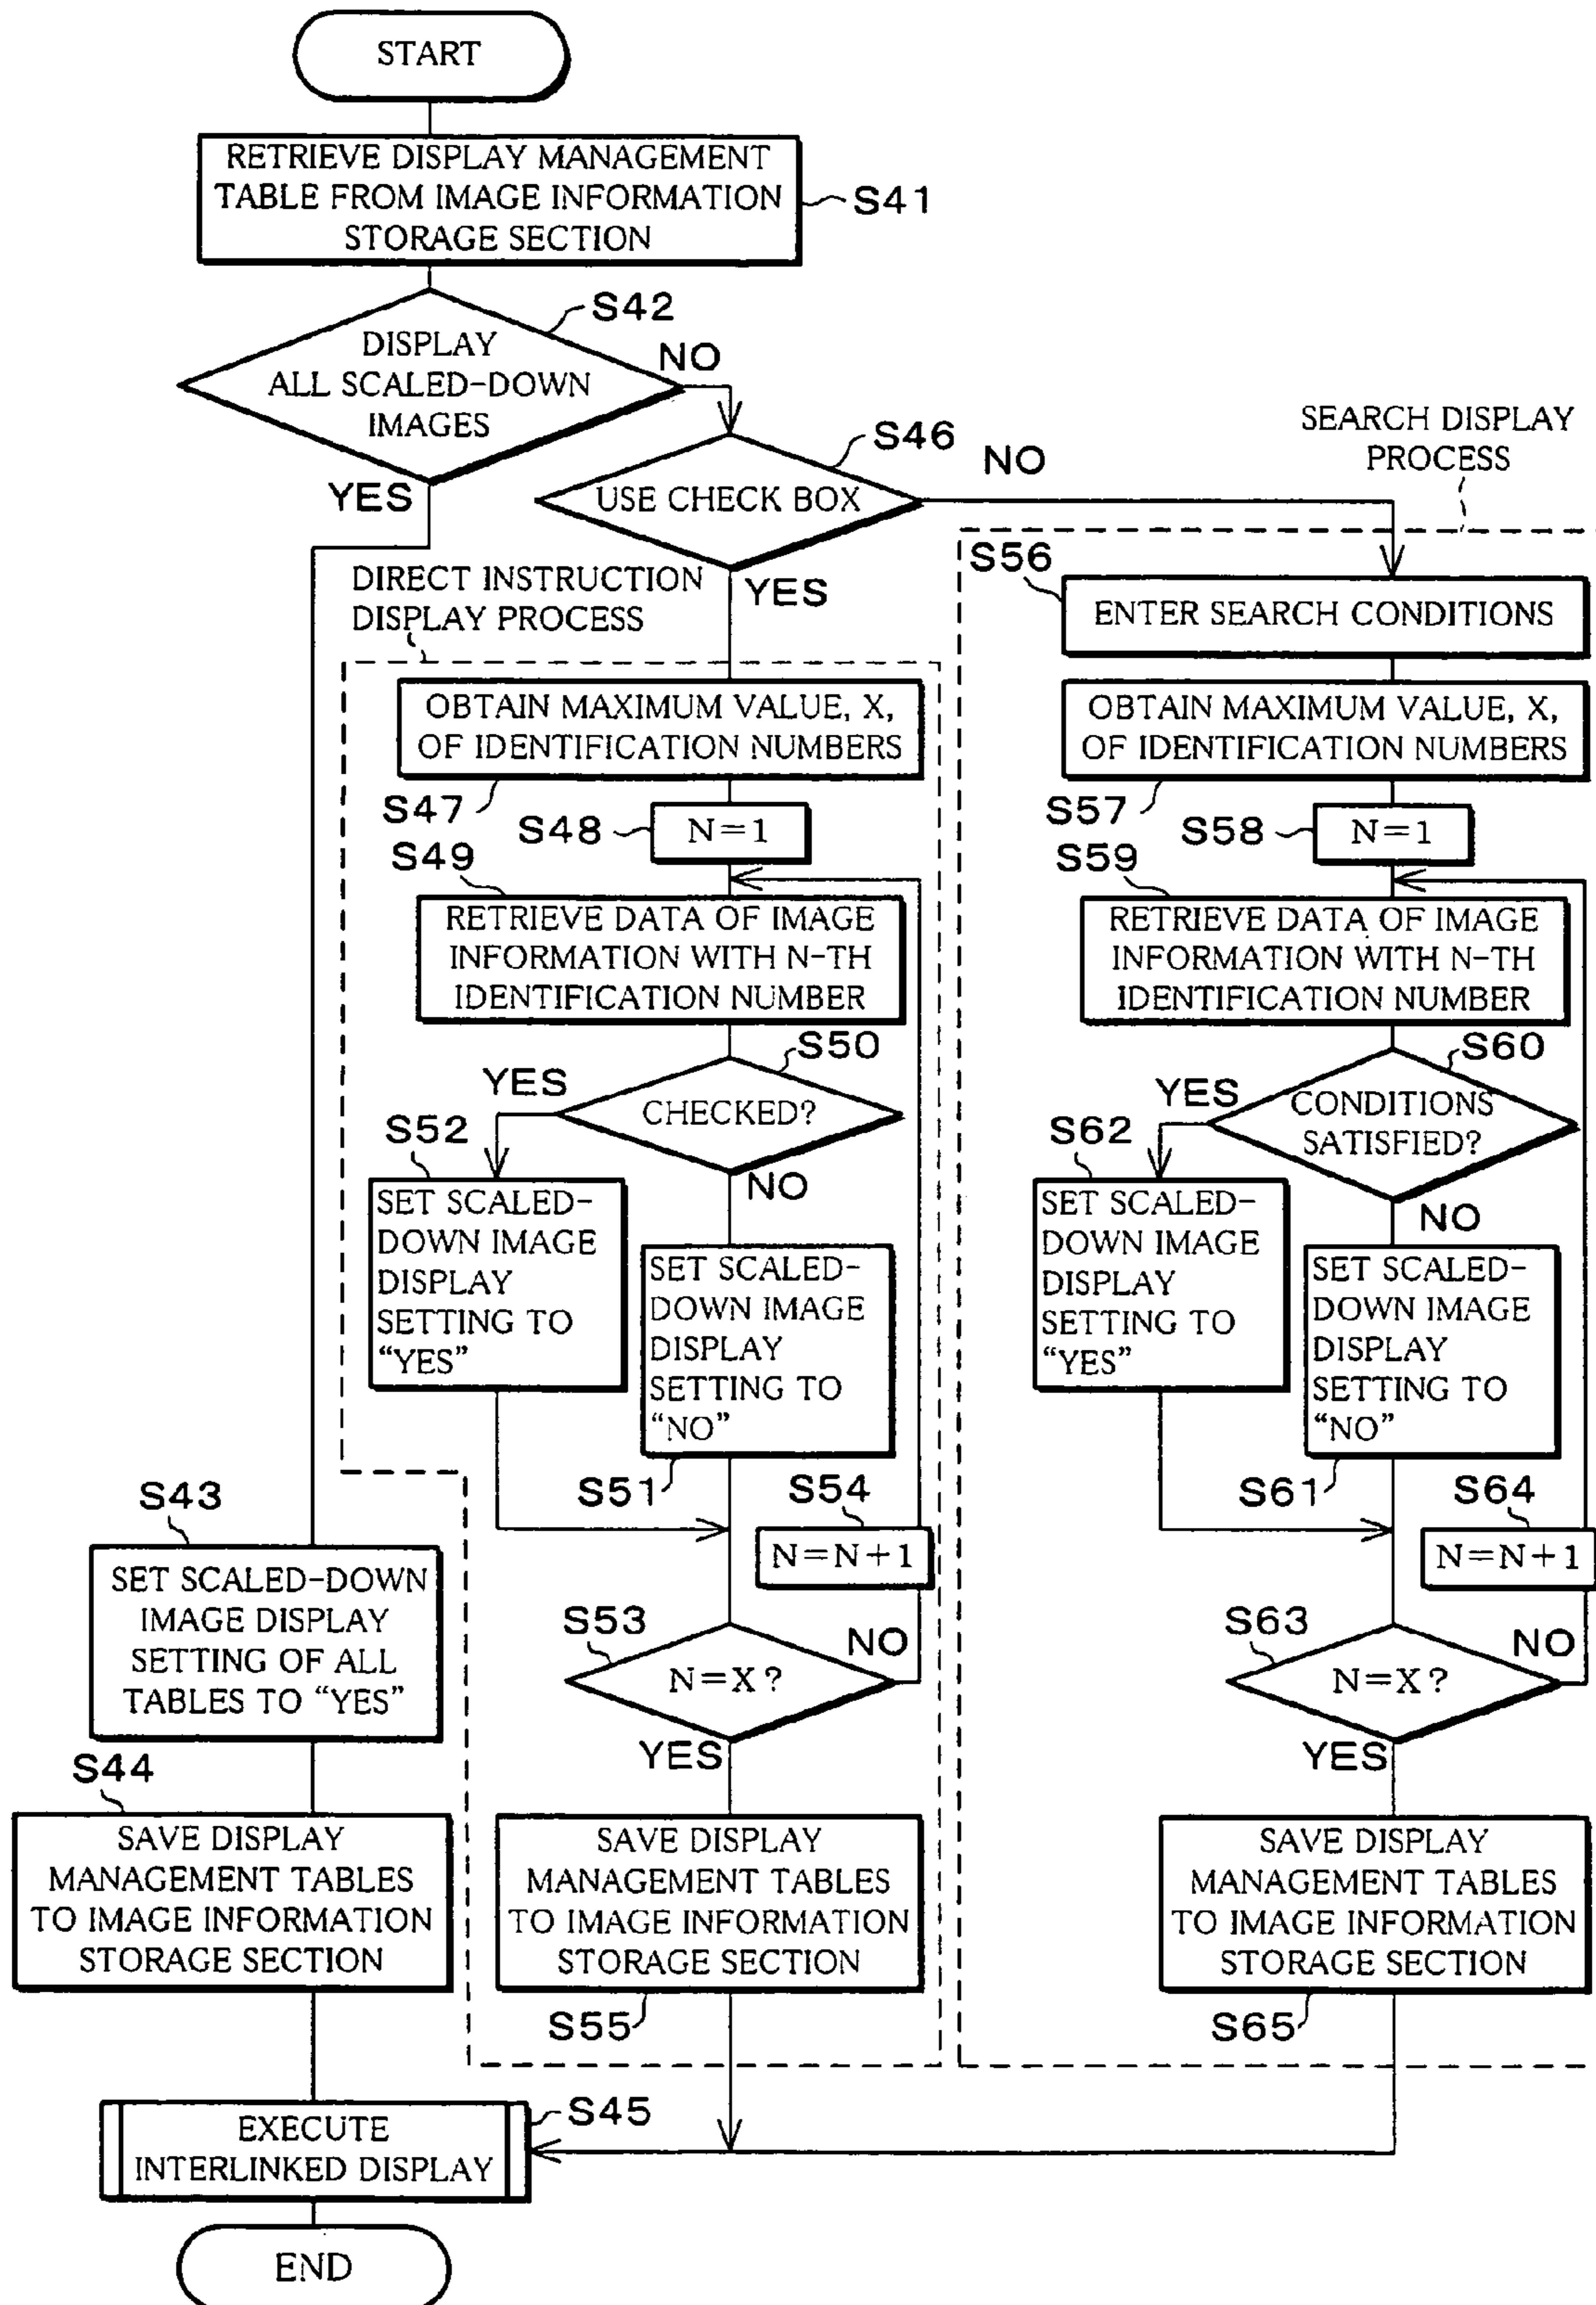 START
RETRIEVE DISPLAY MANAGEMENT
TABLE FROM IMAGE INFORMATION
STORAGE SECTION
S41
S42
DISPLAY
ALL SCALED-DOWN
IMAGES
NO
YES
S46
USE CHECK BOX
NO
YES
SEARCH DISPLAY
PROCESS
DIRECT INSTRUCTION
DISPLAY PROCESS
OBTAIN MAXIMUM VALUE, X,
OF IDENTIFICATION NUMBERS
S47
S48
N=1
S49
RETRIEVE DATA OF IMAGE
INFORMATION WITH N-TH
IDENTIFICATION NUMBER
S50
YES
CHECKED?
NO
S52
SET SCALED-
DOWN IMAGE
DISPLAY
SETTING TO
“YES”
SET SCALED-
DOWN IMAGE
DISPLAY
SETTING TO
“NO”
S51
S54
N=N+1
S53
N=X?
NO
YES
SAVE DISPLAY
MANAGEMENT TABLES
TO IMAGE INFORMATION
STORAGE SECTION
S55
S56
ENTER SEARCH CONDITIONS
OBTAIN MAXIMUM VALUE, X,
OF IDENTIFICATION NUMBERS
S57
S58
N=1
S59
RETRIEVE DATA OF IMAGE
INFORMATION WITH N-TH
IDENTIFICATION NUMBER
S60
YES
CONDITIONS
SATISFIED?
NO
S62
SET SCALED-
DOWN IMAGE
DISPLAY
SETTING TO
“YES”
SET SCALED-
DOWN IMAGE
DISPLAY
SETTING TO
“NO”
S61
S64
N=N+1
S63
N=X?
NO
YES
SAVE DISPLAY
MANAGEMENT TABLES
TO IMAGE INFORMATION
STORAGE SECTION
S65
S43
SET SCALED-DOWN
IMAGE DISPLAY
SETTING OF ALL
TABLES TO “YES”
S44
SAVE DISPLAY
MANAGEMENT TABLES
TO IMAGE INFORMATION
STORAGE SECTION
S45
EXECUTE
INTERLINKED DISPLAY
END